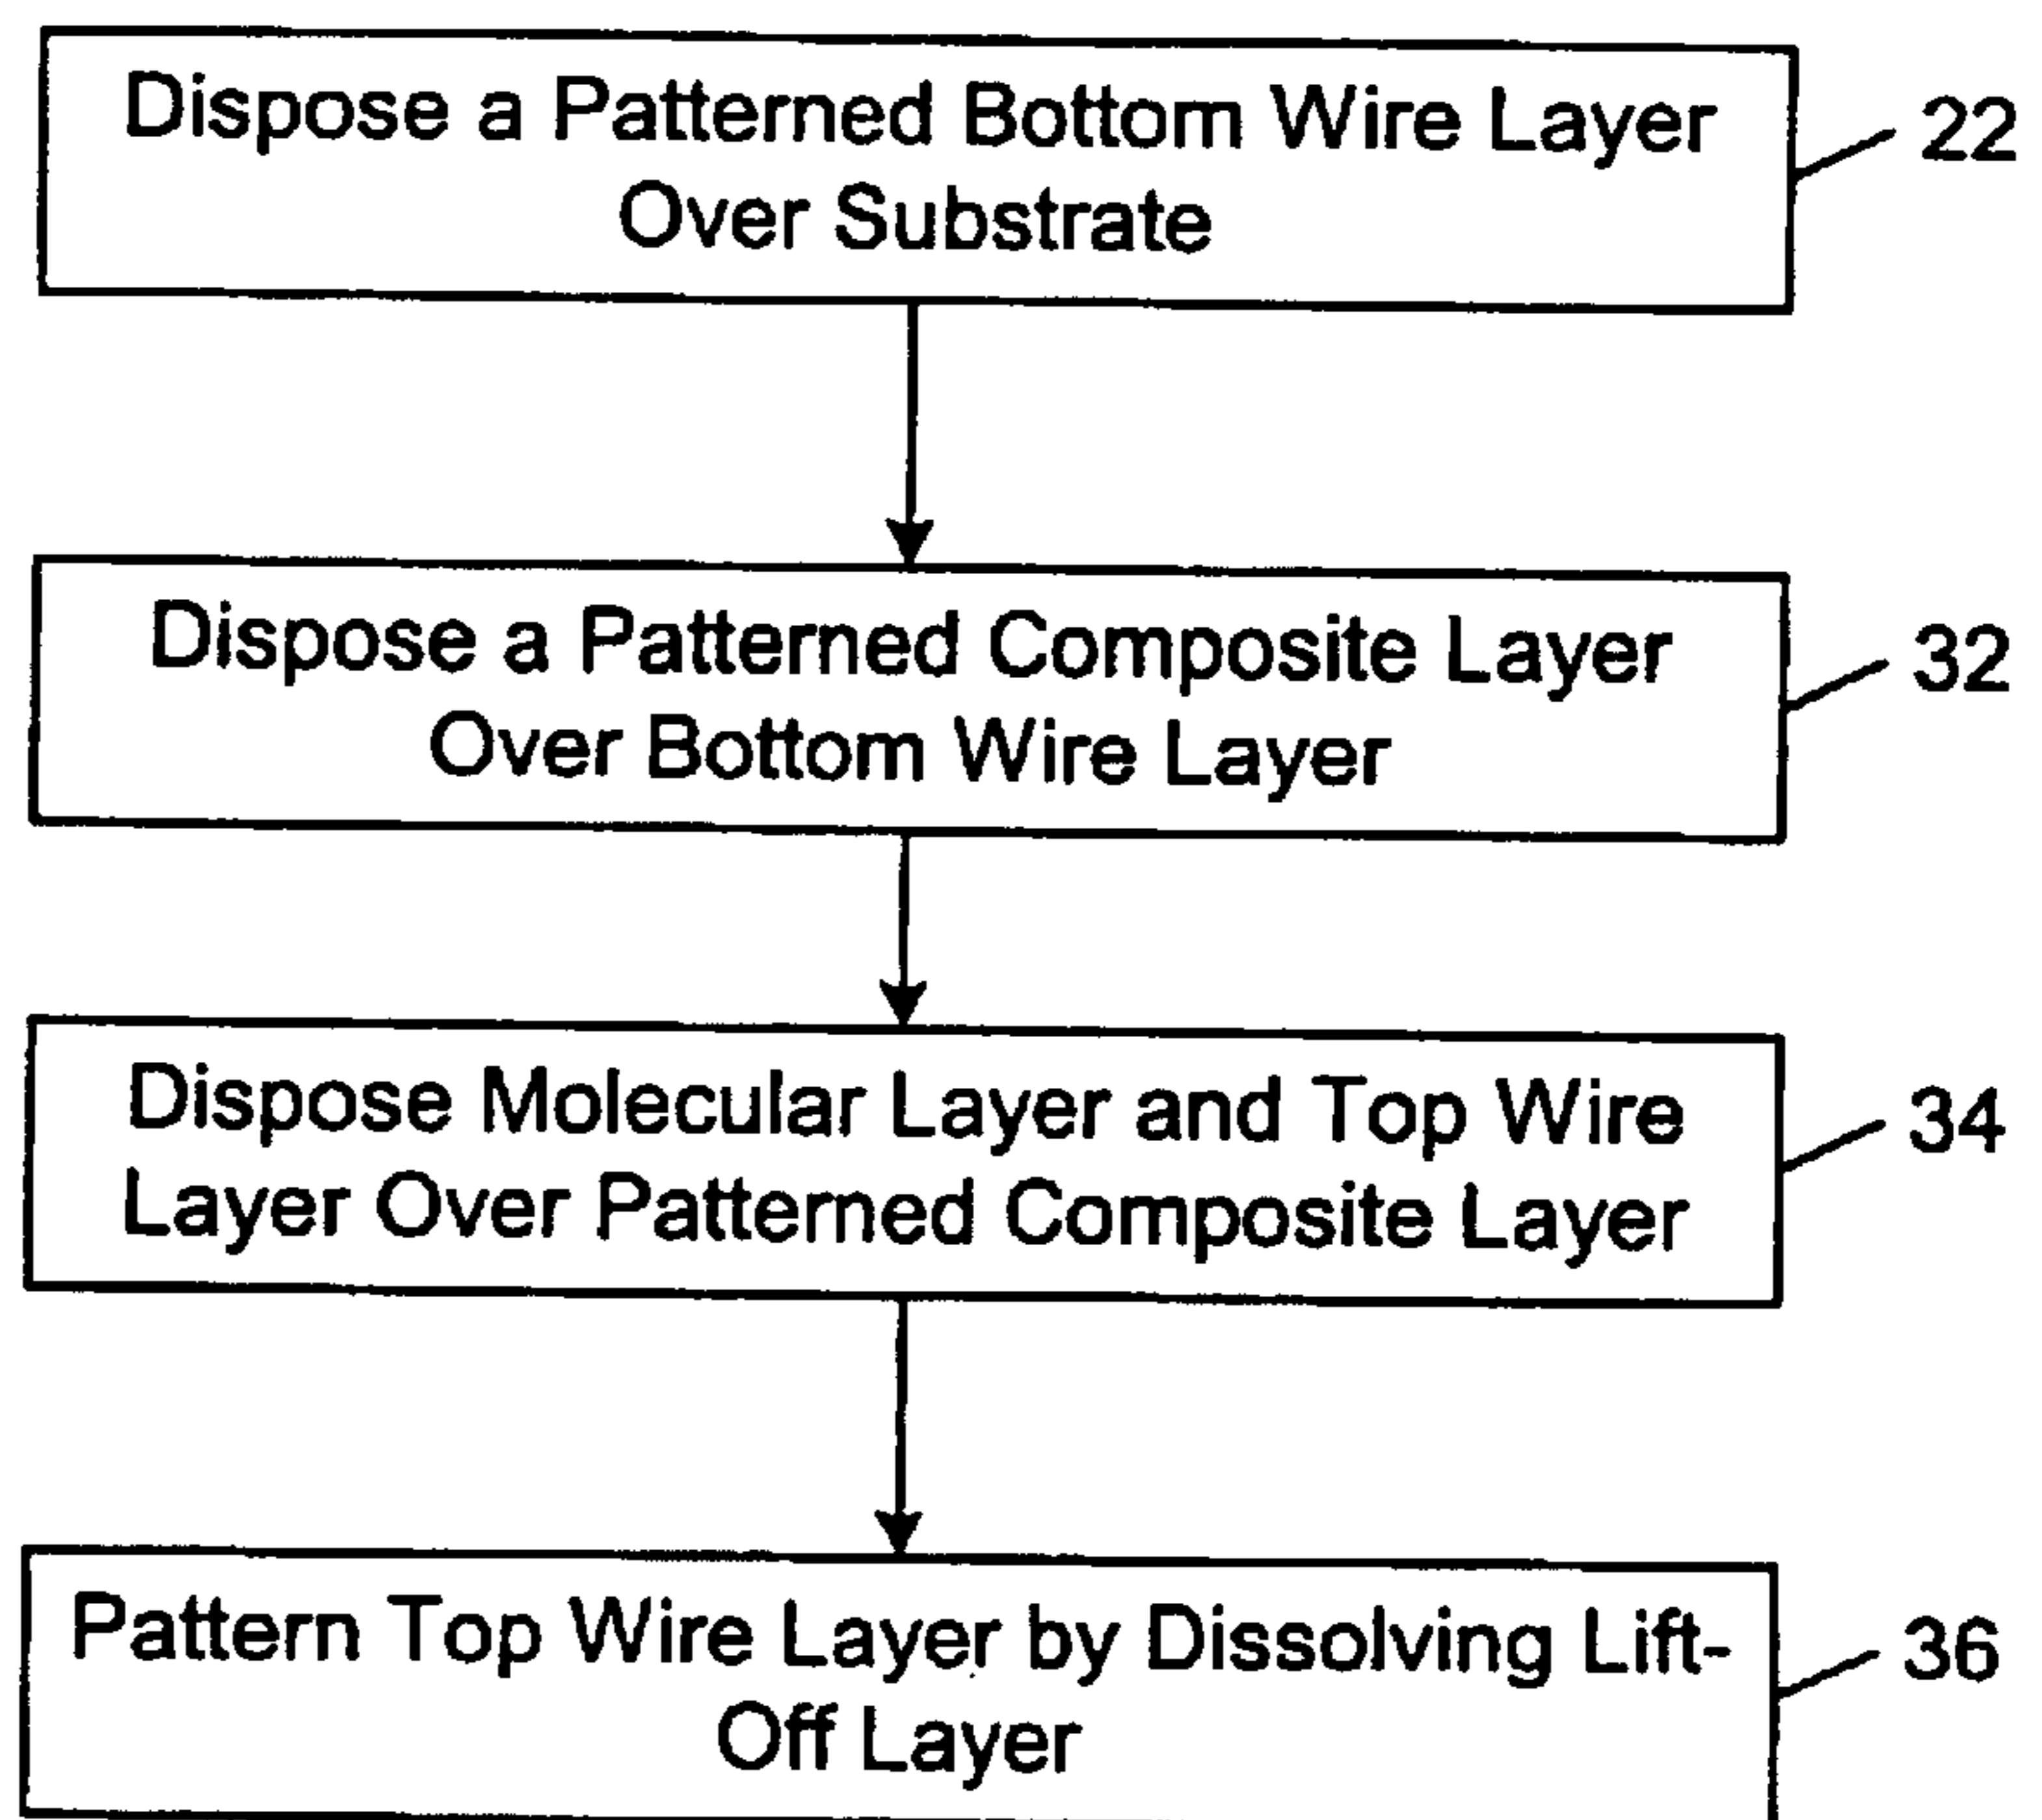 Dispose a Patterned Bottom Wire Layer
Over Substrate
22
Dispose a Patterned Composite Layer
Over Bottom Wire Layer
32
Dispose Molecular Layer and Top Wire
Layer Over Patterned Composite Layer
34
Pattern Top Wire Layer by Dissolving Lift-
Off Layer
36